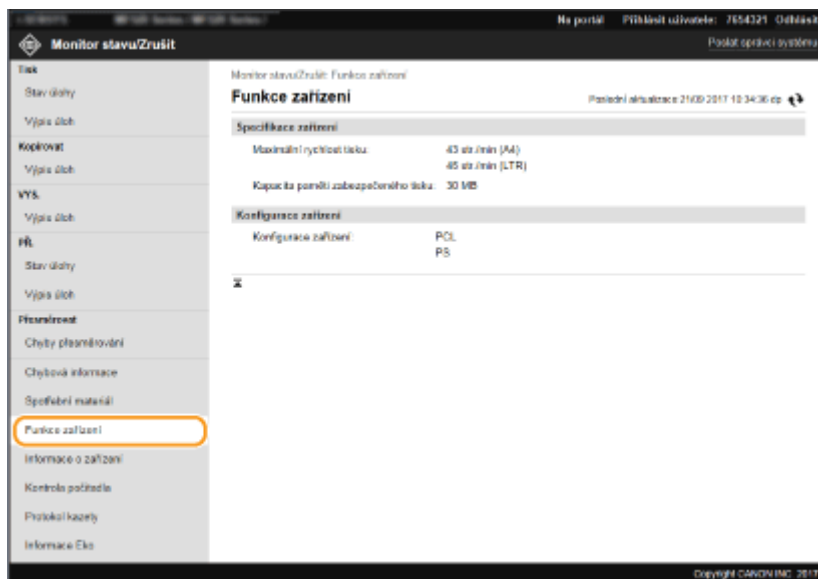 Na portál Přihlásit uživatele: 7654321 Odhlásit
Monitor stavu/Zrušit
Poslat správci systému
Tisk
Stav úlohy
Výpis úloh
Kopírovat
Výpis úloh
VYS.
Výpis úloh
PŘ.
Stav úlohy
Výpis úloh
Přesměrovat
Chyby přesměrování
Chybová informace
Spotřební materiál
Funkce zařízení
Informace o zařízení
Kontrola počítadla
Protokol kazety
Informace Eko
Monitor stavu/Zrušit: Funkce zařízení
Funkce zařízení
Poslední aktualizace 21/09 2017 10:34:36 dp
Specifikace zařízení
Maximální rychlost tisku: 43 str./min (A4)
45 str./min (LTR)
Kapacita paměti zabezpečeného tisku: 30 MB
Konfigurace zařízení
Konfigurace zařízení: PCL
PS
Copyright CANON INC. 2017